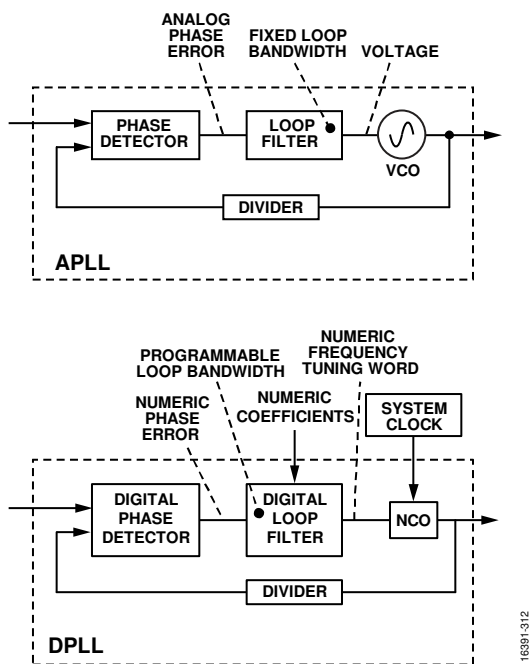 ANALOG
PHASE
ERROR
FIXED LOOP
BANDWIDTH
VOLTAGE
PHASE
DETECTOR
LOOP
FILTER
VCO
DIVIDER
APLL
PROGRAMMABLE
LOOP BANDWIDTH
NUMERIC
PHASE
ERROR
NUMERIC
COEFFICIENTS
NUMERIC
FREQUENCY
TUNING WORD
SYSTEM
CLOCK
DIGITAL
PHASE
DETECTOR
DIGITAL
LOOP
FILTER
NCO
DIVIDER
DPLL
16391-312